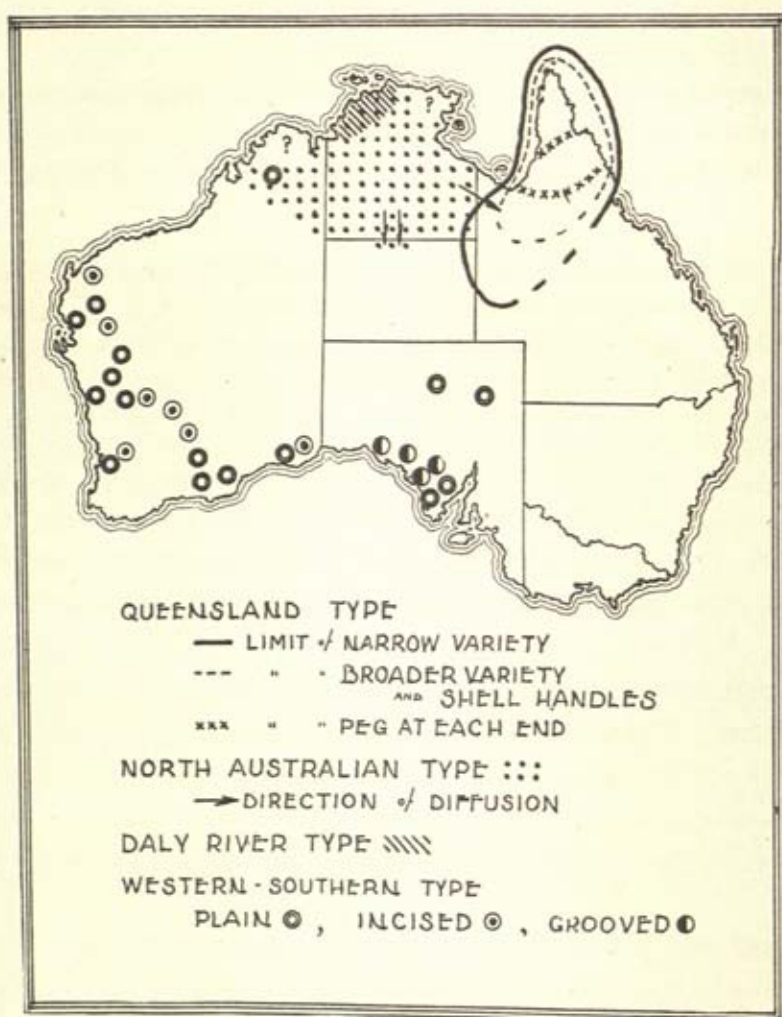 ?
?
QUEENSLAND TYPE
LIMIT of NARROW VARIETY
" " BROADER VARIETY
AND SHELL HANDLES
xxx " " PEG AT EACH END
NORTH AUSTRALIAN TYPE
DIRECTION of DIFFUSION
DALY RIVER TYPE
WESTERN-SOUTHERN TYPE
PLAIN , INCISED , GROOVED